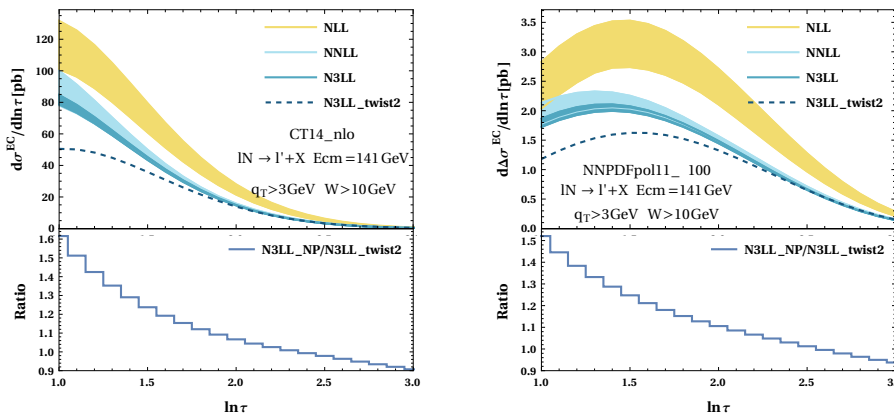 dσ^EC/dlnτ[pb]
120
100
80
60
40
20
0
NLL
NNLL
N3LL
N3LL_twist2
CT14_nlo
lN → l'+X Ecm=141GeV
q_T>3GeV W>10GeV
Ratio
1.6
1.5
1.4
1.3
1.2
1.1
1.0
0.9
N3LL_NP/N3LL_twist2
1.0 1.5 2.0 2.5 3.0
lnτ
dΔσ^EC/dlnτ[pb]
3.5
3.0
2.5
2.0
1.5
1.0
0.5
0.0
NLL
NNLL
N3LL
N3LL_twist2
NNPDFpol11_ 100
lN → l'+X Ecm=141GeV
q_T>3GeV W>10GeV
Ratio
1.5
1.4
1.3
1.2
1.1
1.0
0.9
N3LL_NP/N3LL_twist2
1.0 1.5 2.0 2.5 3.0
lnτ